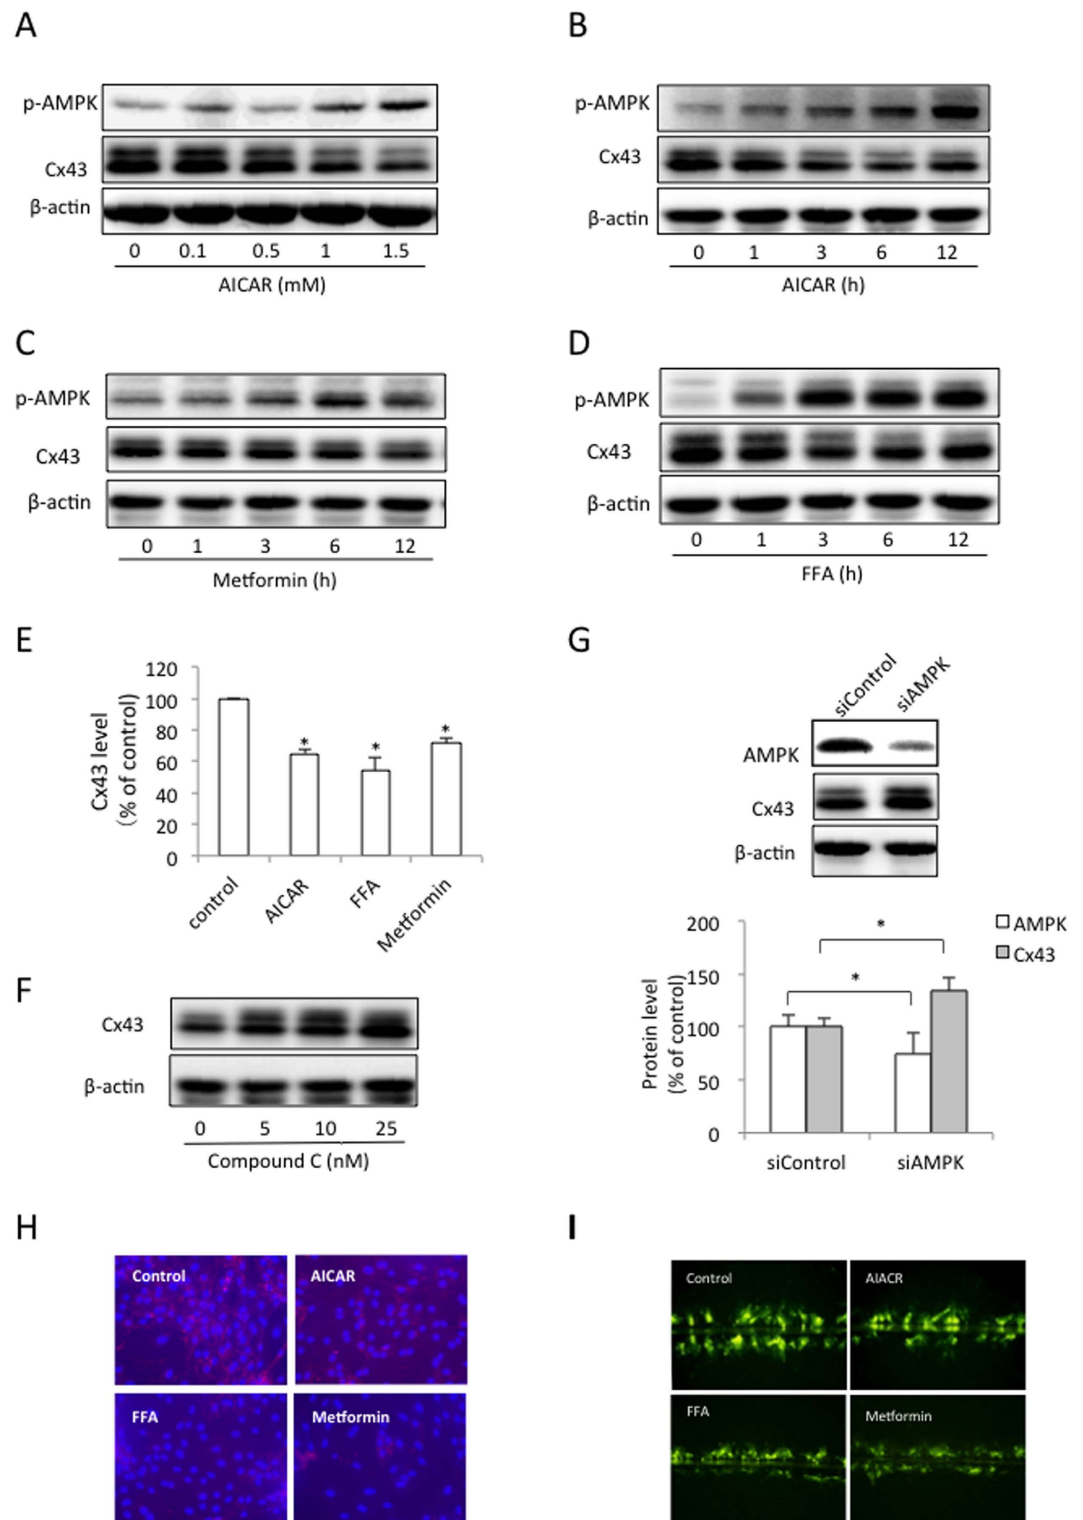 A
p-AMPK
Cx43
β-actin
0 0.1 0.5 1 1.5
AICAR (mM)
B
p-AMPK
Cx43
β-actin
0 1 3 6 12
AICAR (h)
C
p-AMPK
Cx43
β-actin
0 1 3 6 12
Metformin (h)
D
p-AMPK
Cx43
β-actin
0 1 3 6 12
FFA (h)
E
Cx43 level
(% of control)
120
100
80
60
40
20
0
* * *
control AICAR FFA Metformin
F
Cx43
β-actin
0 5 10 25
Compound C (nM)
G
siControl siAMPK
AMPK
Cx43
β-actin
Protein level
(% of control)
200
150
100
50
0
*
*
AMPK
Cx43
siControl siAMPK
H
Control AICAR
FFA Metformin
I
Control AIACR
FFA Metformin